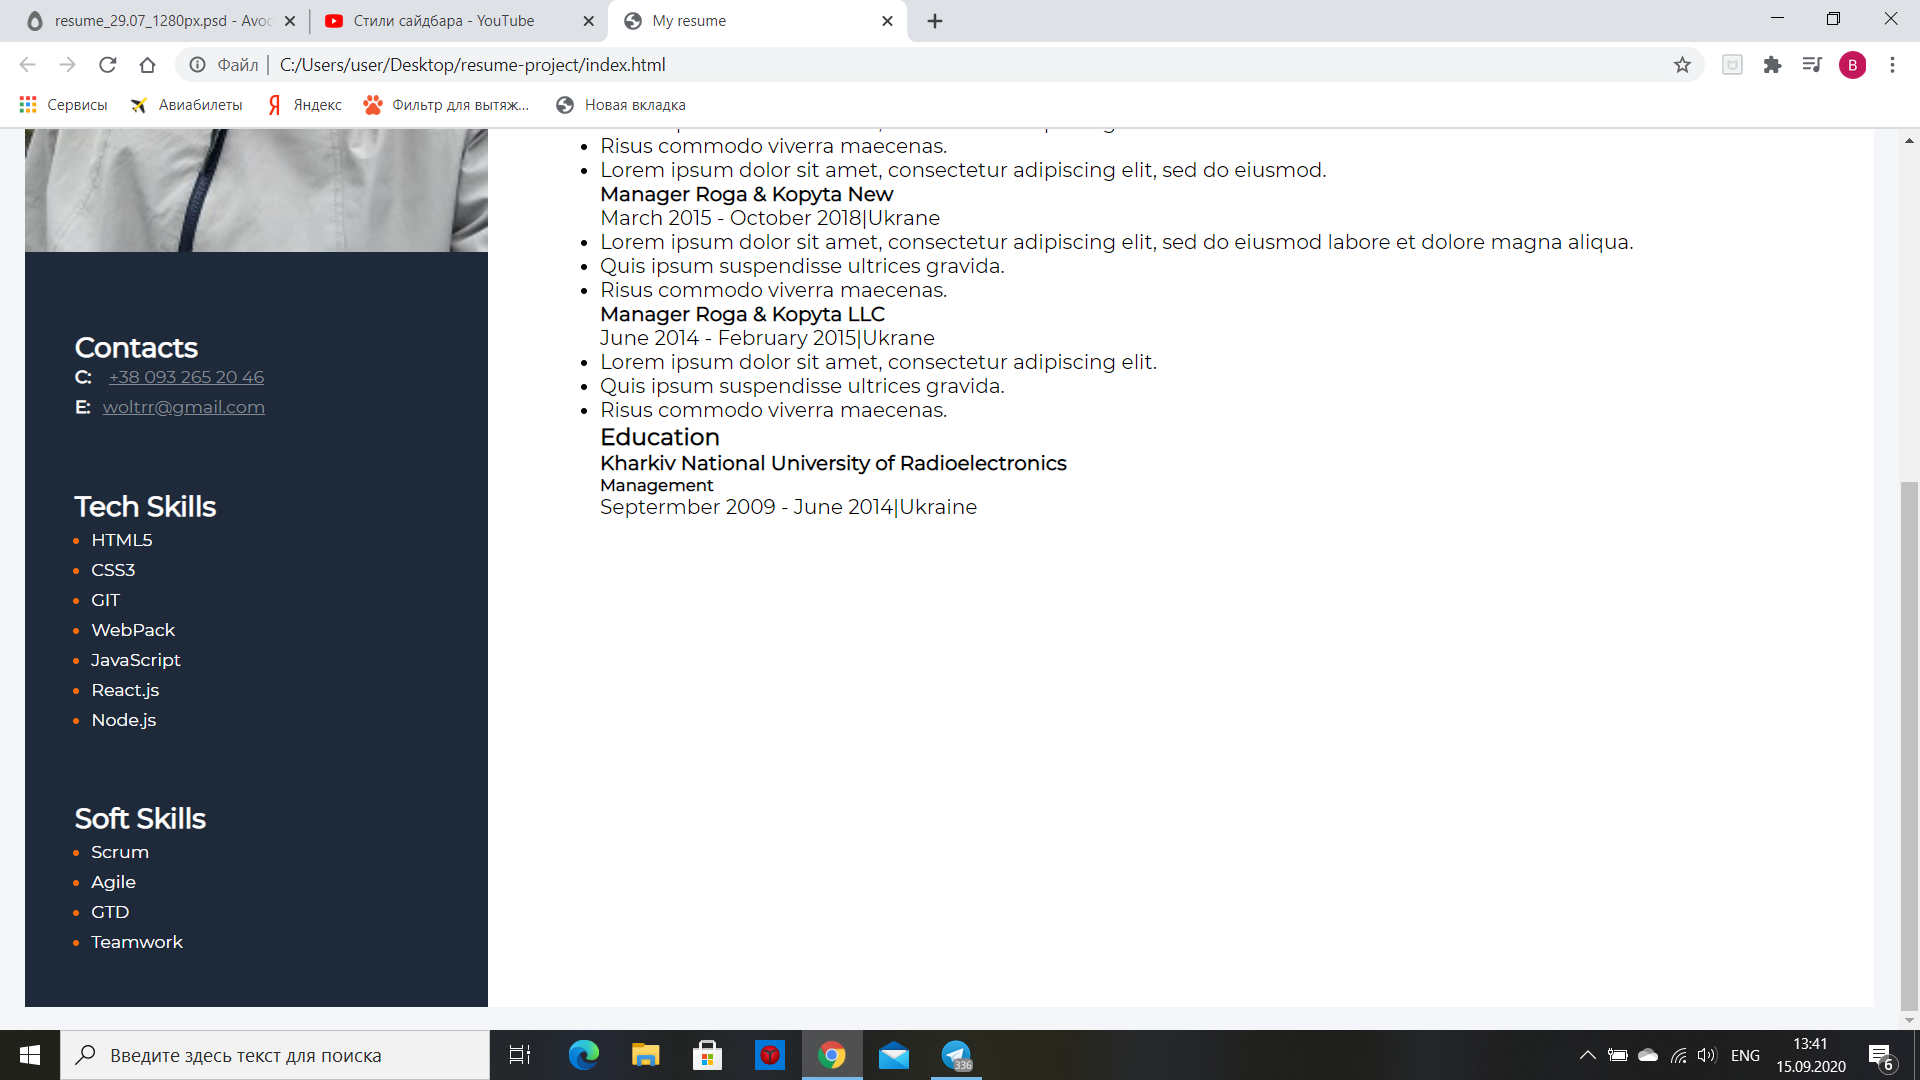 resume_29.07_1280px.psd - Avoc
Стили сайдбара - YouTube
My resume
Файл
C:/Users/user/Desktop/resume-project/index.html
B
Сервисы
Авиабилеты
Яндекс
Фильтр для вытяж...
Новая вкладка
Risus commodo viverra maecenas.
Lorem ipsum dolor sit amet, consectetur adipiscing elit, sed do eiusmod.
Manager Roga & Kopyta New
March 2015 - October 2018|Ukrane
Lorem ipsum dolor sit amet, consectetur adipiscing elit, sed do eiusmod labore et dolore magna aliqua.
Quis ipsum suspendisse ultrices gravida.
Risus commodo viverra maecenas.
Manager Roga & Kopyta LLC
June 2014 - February 2015|Ukrane
Lorem ipsum dolor sit amet, consectetur adipiscing elit.
Quis ipsum suspendisse ultrices gravida.
Risus commodo viverra maecenas.
Education
Kharkiv National University of Radioelectronics
Management
Septermber 2009 - June 2014|Ukraine
Contacts
C: +38 093 265 20 46
E: woltrr@gmail.com
Tech Skills
HTML5
CSS3
GIT
WebPack
JavaScript
React.js
Node.js
Soft Skills
Scrum
Agile
GTD
Teamwork
Введите здесь текст для поиска
336
ENG
13:41
15.09.2020
6